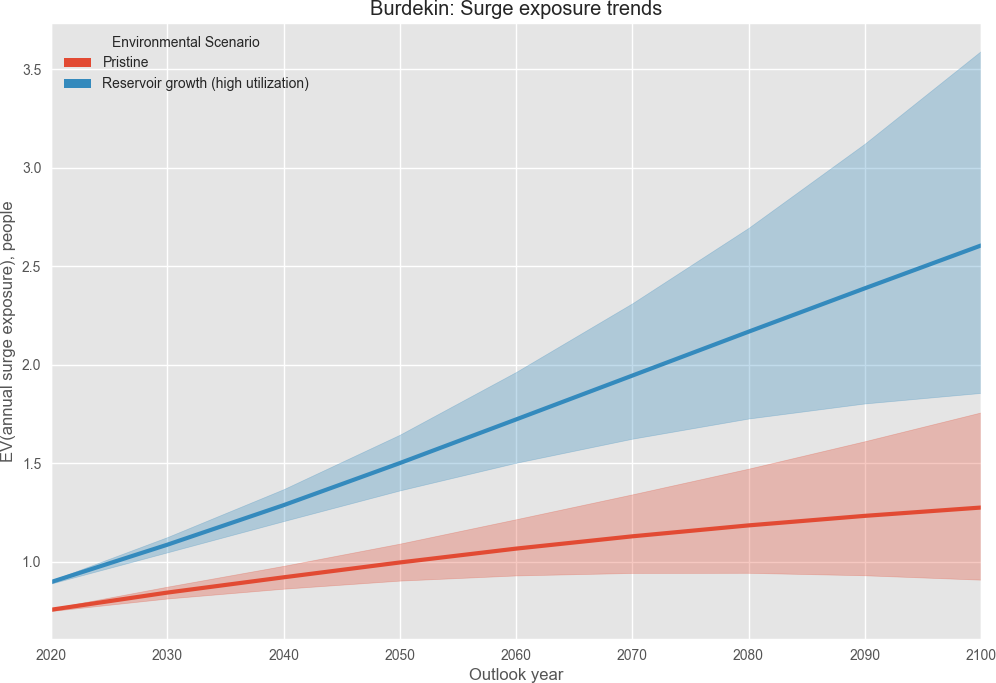 Burdekin: Surge exposure trends
Environmental Scenario
Pristine
Reservoir growth (high utilization)
EV(annual surge exposure), people
3.5
3.0
2.5
2.0
1.5
1.0
2020 2030 2040 2050 2060 2070 2080 2090 2100
Outlook year